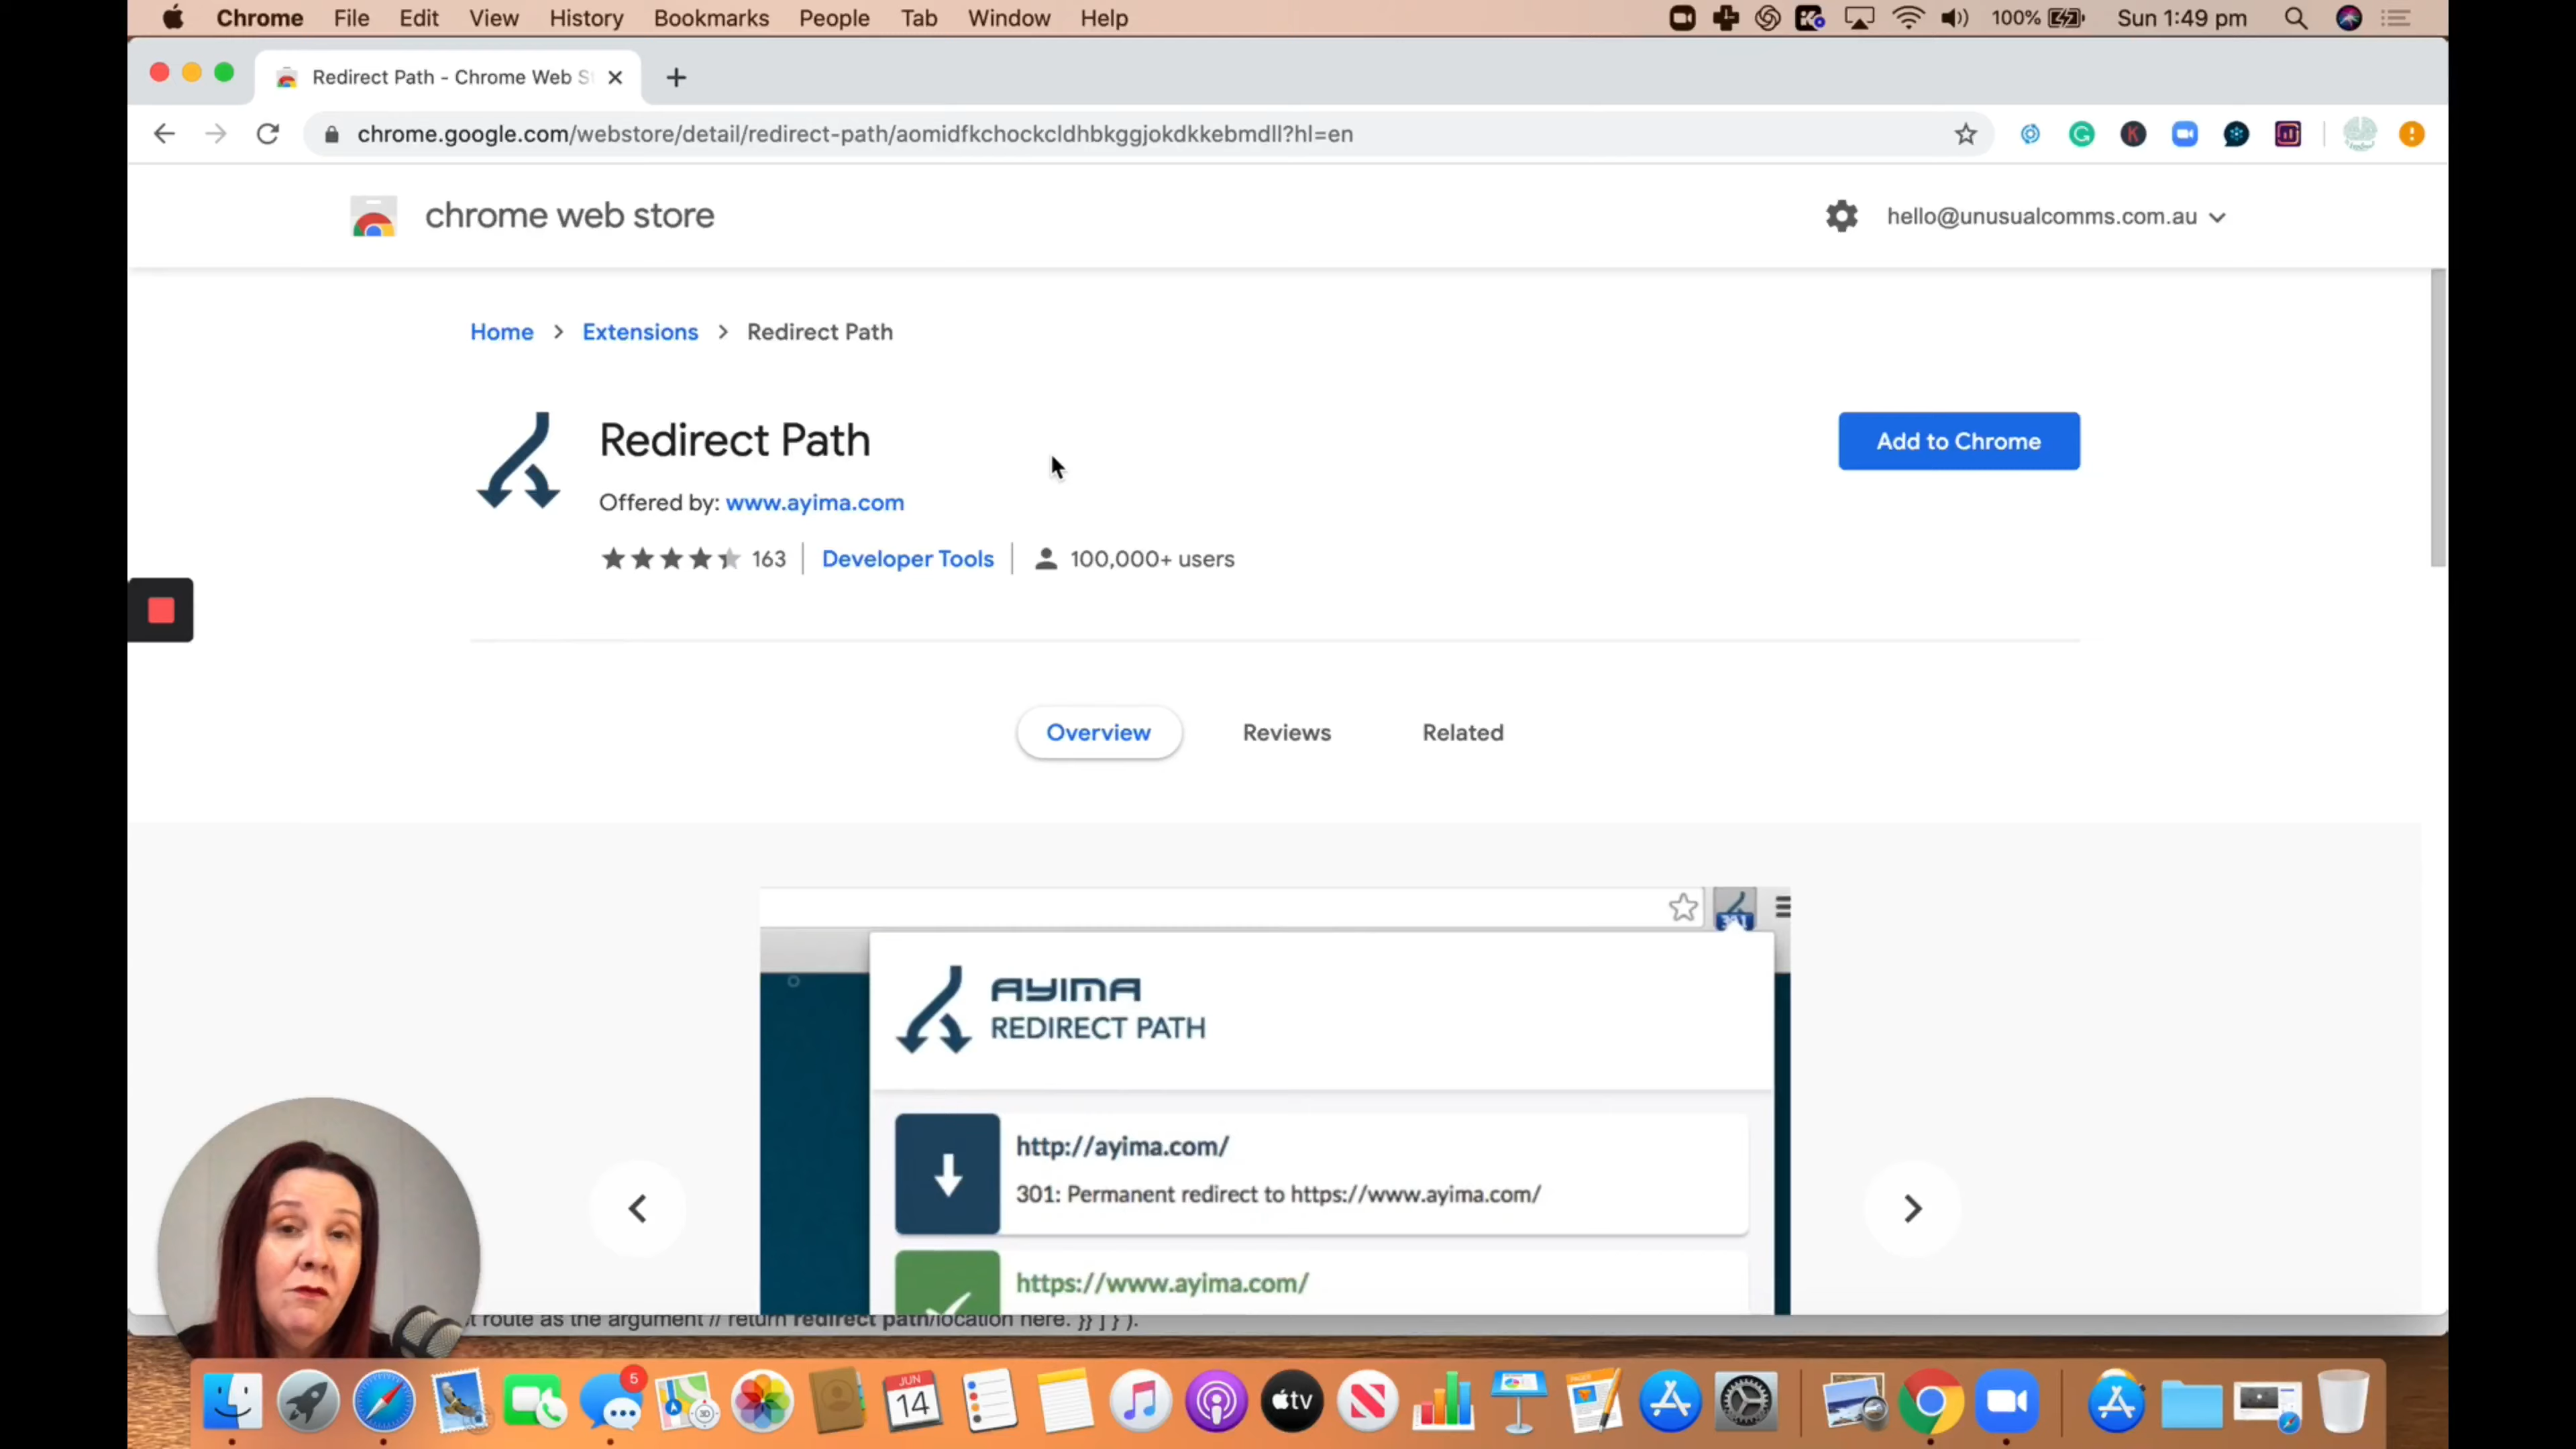 Chrome File Edit View History Bookmarks People Tab Window Help 100% Sun 1:49 pm
Redirect Path - Chrome Web S
chrome.google.com/webstore/detail/redirect-path/aomidfkchockcldhbkggjokdkkebmdll?hl=en
chrome web store hello@unusualcomms.com.au
Home > Extensions > Redirect Path
Redirect Path
Add to Chrome
Offered by: www.ayima.com
163 Developer Tools 100,000+ users
Overview Reviews Related
AYIMA
REDIRECT PATH
http://ayima.com/
301: Permanent redirect to https://www.ayima.com/
https://www.ayima.com/
route as the argument // return redirect path/location here. }} ] } ).
5
JUN
14
tv
3D
PAGES